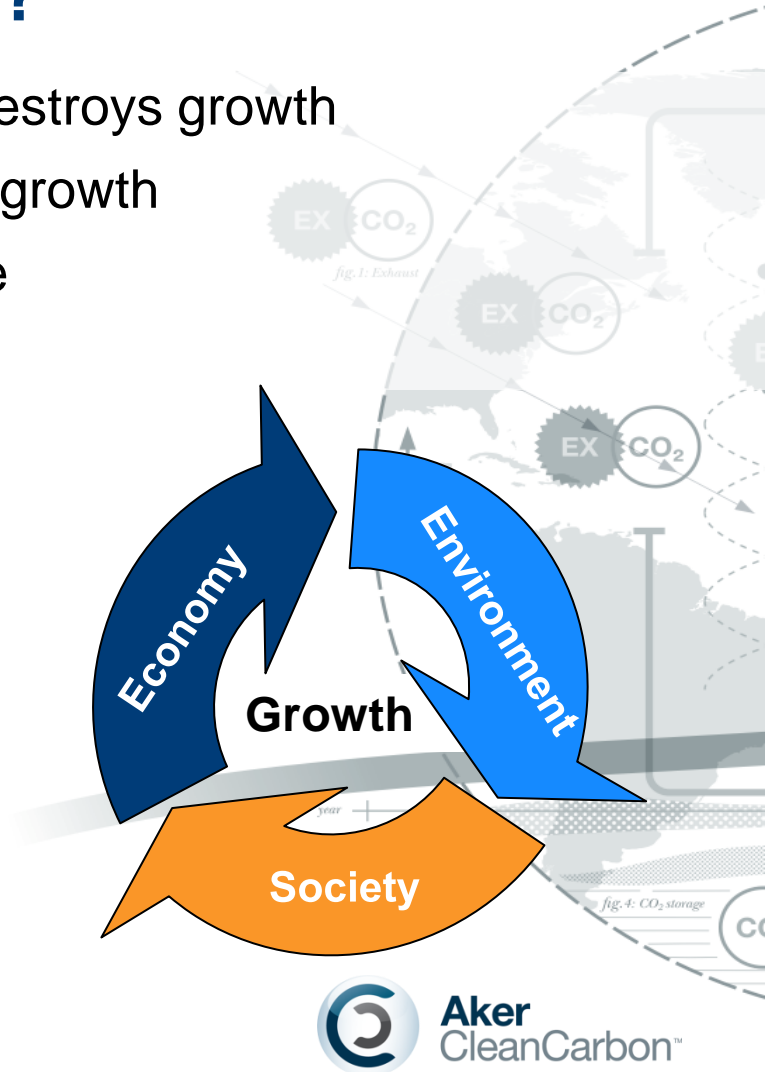 ?
estroys growth
growth
e
EX CO₂
fig. 1: Exhaust
EX CO₂
EX CO₂
Economy
Environment
Growth
year
Society
fig. 4: CO₂ storage
CO
Aker
CleanCarbon™